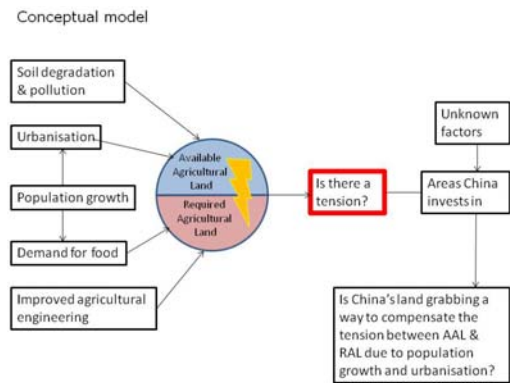 Conceptual model
Soil degradation
& pollution
Urbanisation
Population growth
Demand for food
Improved agricultural
engineering
Available
Agricultural
Land
Required
Agricultural
Land
Is there a
tension?
Unknown
factors
Areas China
invests in
Is China's land grabbing a
way to compensate the
tension between AAL &
RAL due to population
growth and urbanisation?